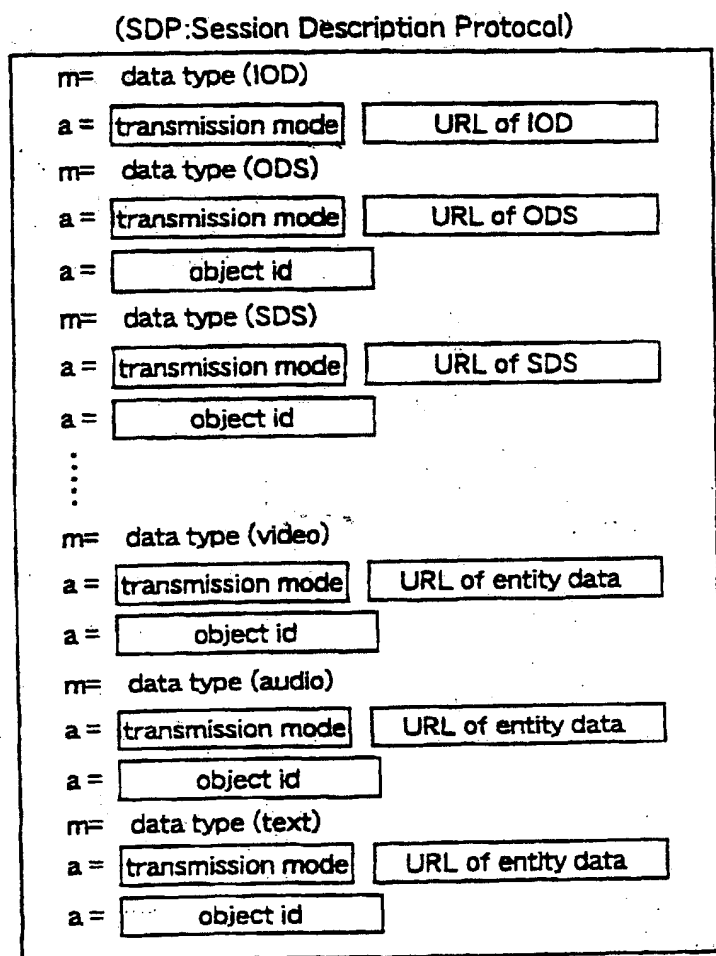 (SDP:Session Description Protocol)
m= data type (IOD)
a = transmission mode URL of IOD
m= data type (ODS)
a = transmission mode URL of ODS
a = object id
m= data type (SDS)
a = transmission mode URL of SDS
a = object id
m= data type (video)
a = transmission mode URL of entity data
a = object id
m= data type (audio)
a = transmission mode URL of entity data
a = object id
m= data type (text)
a = transmission mode URL of entity data
a = object id